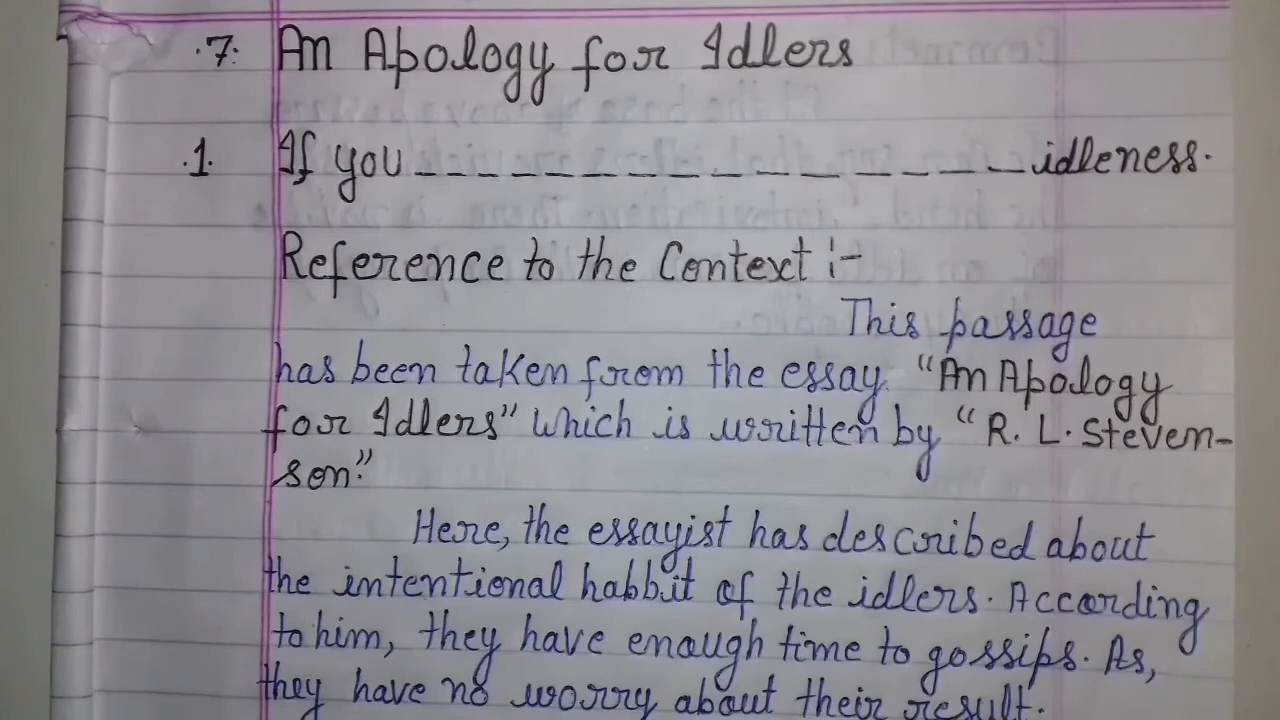 .7. An Apology for Idlers
.1. If you _ _ _ _ _ _ _ _ _ _ _ _ _ _ _ _ idleness.
Reference to the Context :-
This passage
has been taken from the essay "An Apology
for Idlers" which is written by "R. L. Steven-
son."
Here, the essayist has described about
the intentional habbit of the idlers. According
to him, they have enough time to gossips. As,
they have no worry about their result.